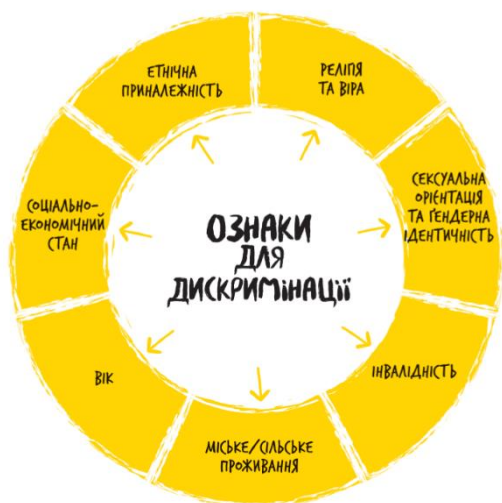 ОЗНАКИ
ДЛЯ
ДИСКРИМІНАЦІЇ
ЕТНІЧНА
ПРИНАЛЕЖНІСТЬ
РЕЛІГІЯ
ТА ВІРА
СЕКСУАЛЬНА
ОРІЄНТАЦІЯ
ТА ҐЕНДЕРНА
ІДЕНТИЧНІСТЬ
ІНВАЛІДНІСТЬ
МІСЬКЕ/СІЛЬСЬКЕ
ПРОЖИВАННЯ
ВІК
СОЦІАЛЬНО-
ЕКОНОМІЧНИЙ
СТАН